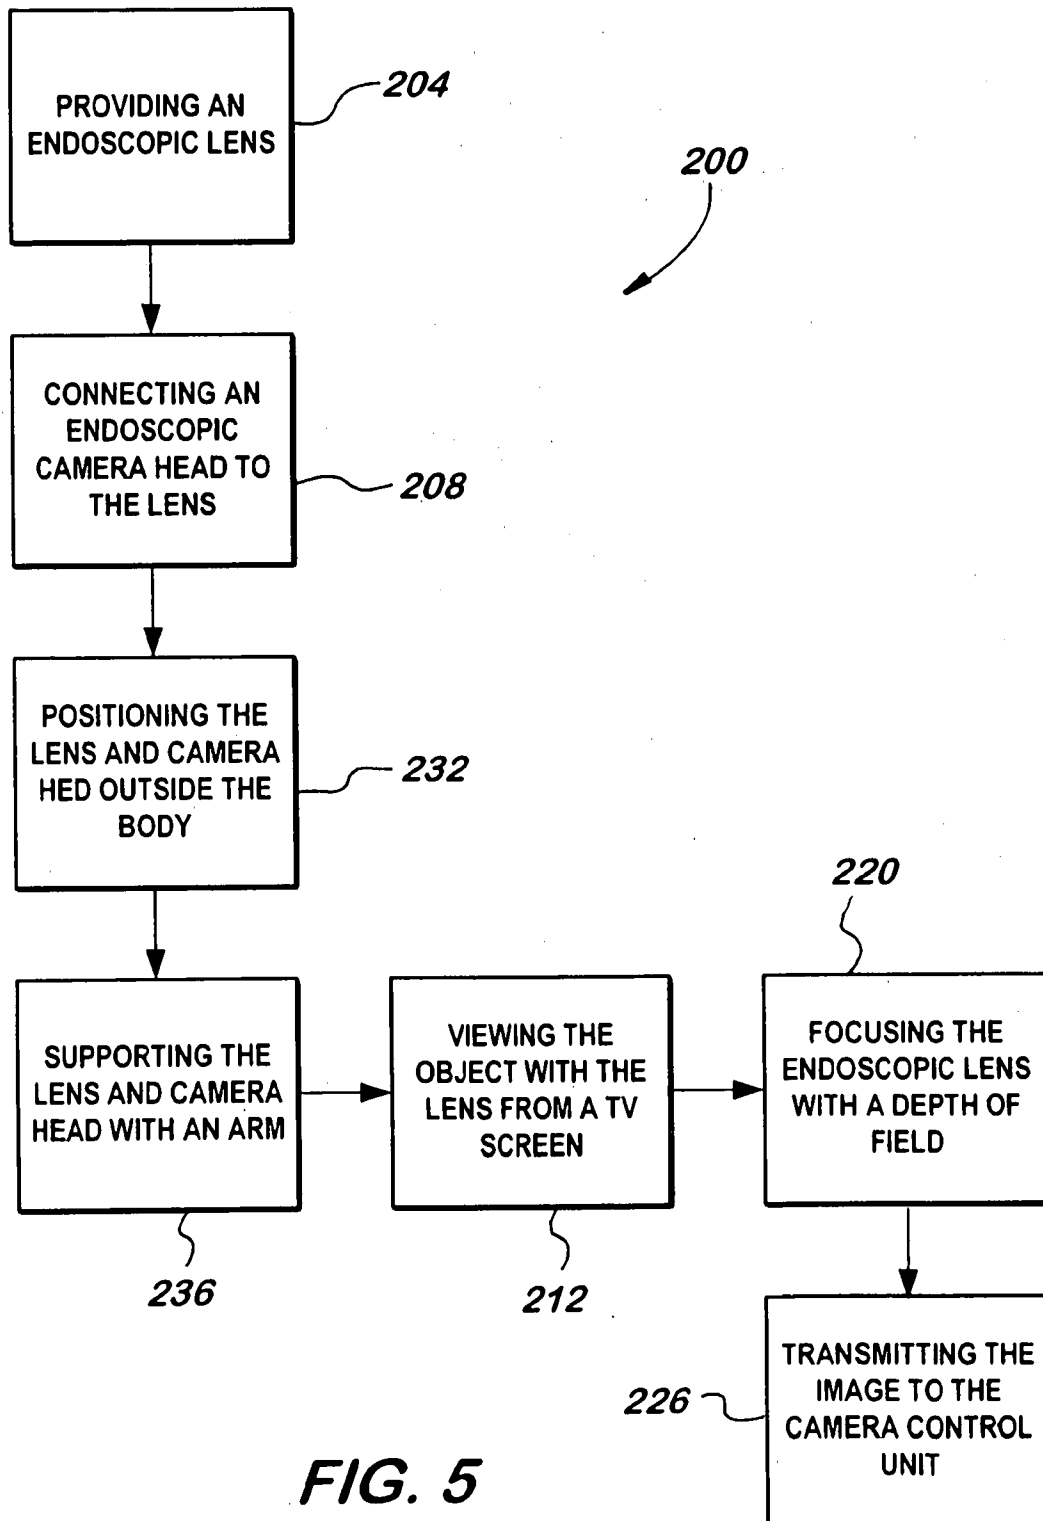 PROVIDING AN
ENDOSCOPIC LENS
204
200
CONNECTING AN
ENDOSCOPIC
CAMERA HEAD TO
THE LENS
208
POSITIONING THE
LENS AND CAMERA
HED OUTSIDE THE
BODY
232
SUPPORTING THE
LENS AND CAMERA
HEAD WITH AN ARM
236
VIEWING THE
OBJECT WITH THE
LENS FROM A TV
SCREEN
212
220
FOCUSING THE
ENDOSCOPIC LENS
WITH A DEPTH OF
FIELD
TRANSMITTING THE
IMAGE TO THE
CAMERA CONTROL
UNIT
226
FIG. 5